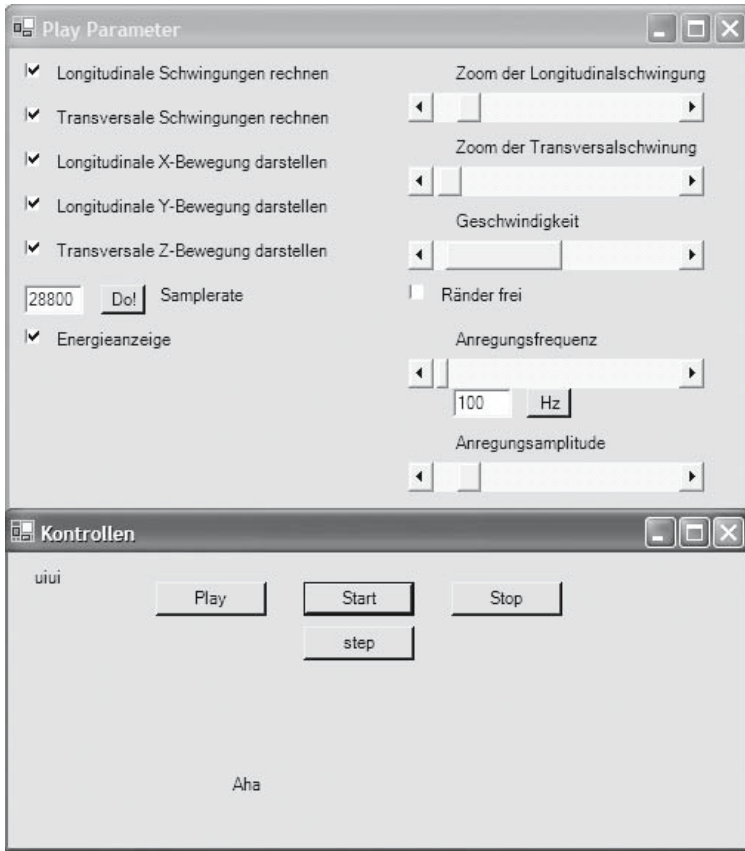 Play Parameter
Longitudinale Schwingungen rechnen
Transversale Schwingungen rechnen
Longitudinale X-Bewegung darstellen
Longitudinale Y-Bewegung darstellen
Transversale Z-Bewegung darstellen
28800 Do! Samplerate
Energieanzeige
Zoom der Longitudinalschwingung
Zoom der Transversalschwinung
Geschwindigkeit
Ränder frei
Anregungsfrequenz
100 Hz
Anregungsamplitude
Kontrollen
uiui
Play Start Stop
step
Aha